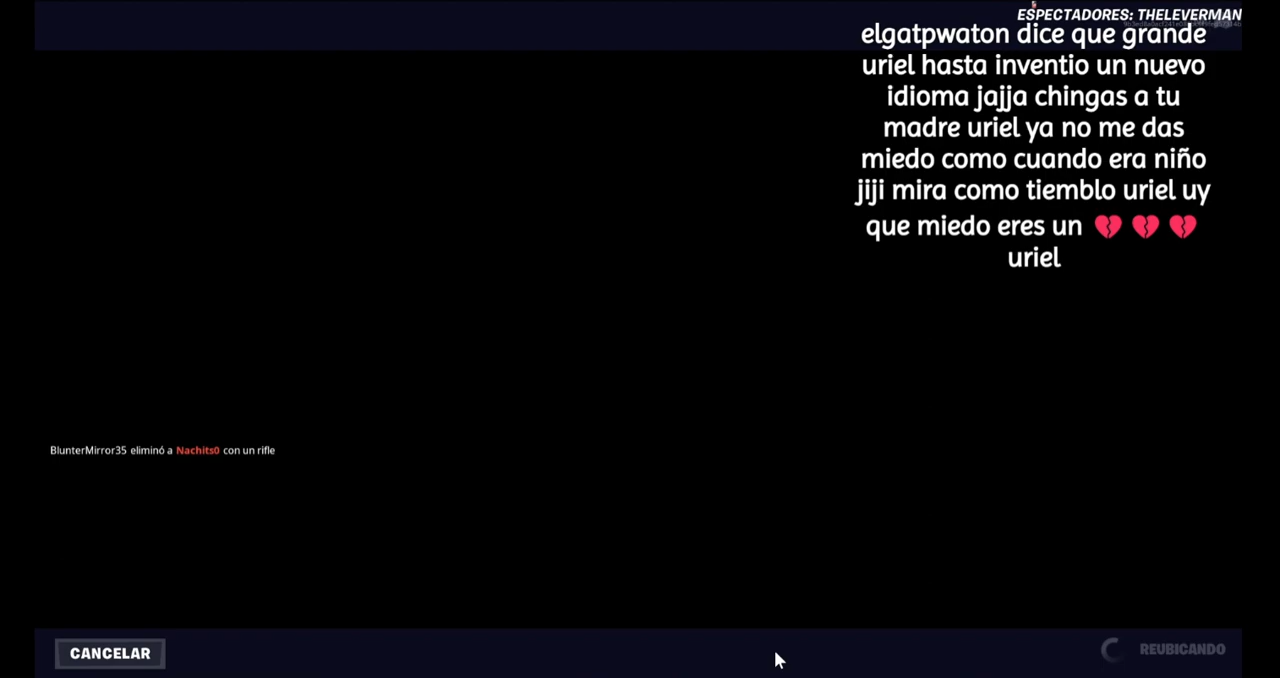 ESPECTADORES: THELEVERMAN
elgatpwaton dice que grande
uriel hasta inventio un nuevo
idioma jajja chingas a tu
madre uriel ya no me das
miedo como cuando era niño
jiji mira como tiemblo uriel uy
que miedo eres un 💔 💔 💔
uriel
BlunterMirror35 eliminó a Nachits0 con un rifle
CANCELAR
REUBICANDO